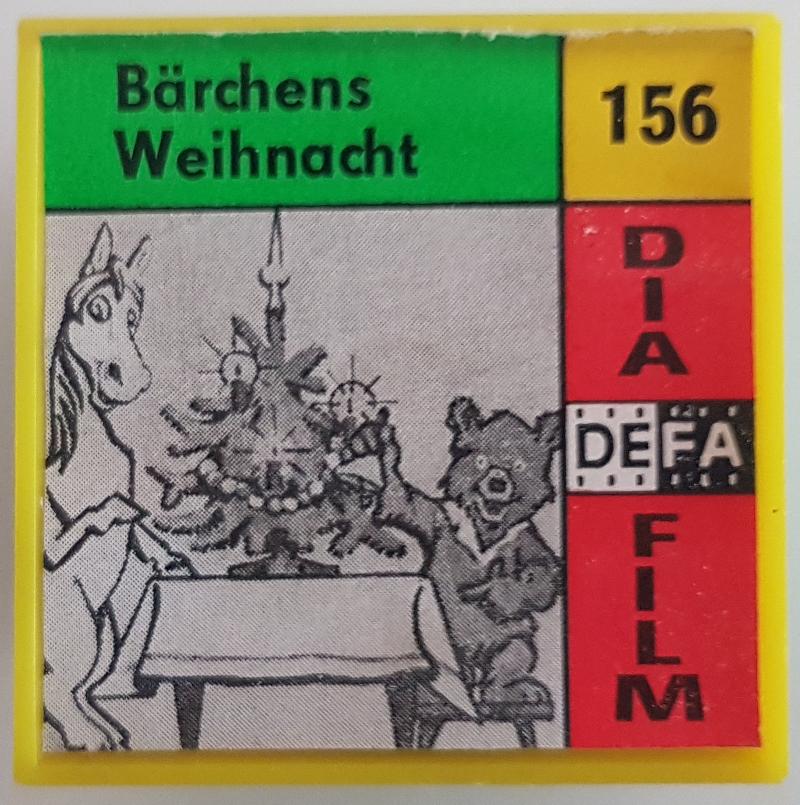 Bärchens
Weihnacht
156
DIA
DEFA
FILM